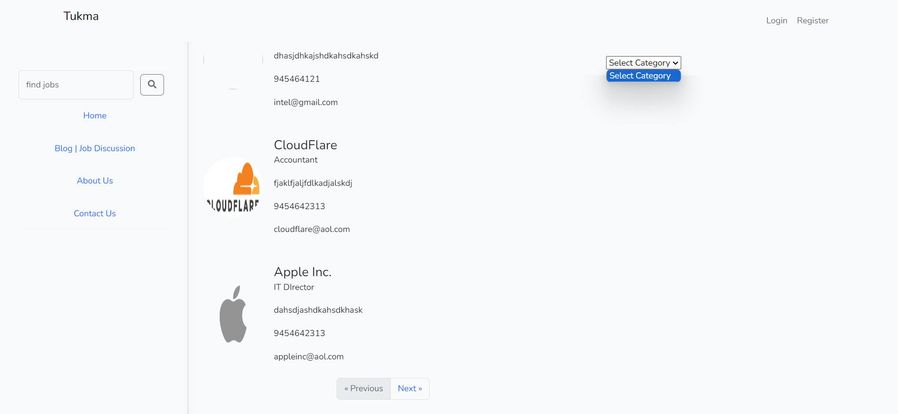 Tukma
Login Register
find jobs
Home
Blog | Job Discussion
About Us
Contact Us
dhasjdhkajshdkahsdkahskd
945464121
intel@gmail.com
CLOUDFLARE
CloudFlare
Accountant
fjaklfjaljfdlkadjalskdj
9454642313
cloudflare@aol.com
Apple Inc.
IT DIrector
dahsdjashdkahsdkhask
9454642313
appleinc@aol.com
« Previous Next »
Select Category
Select Category